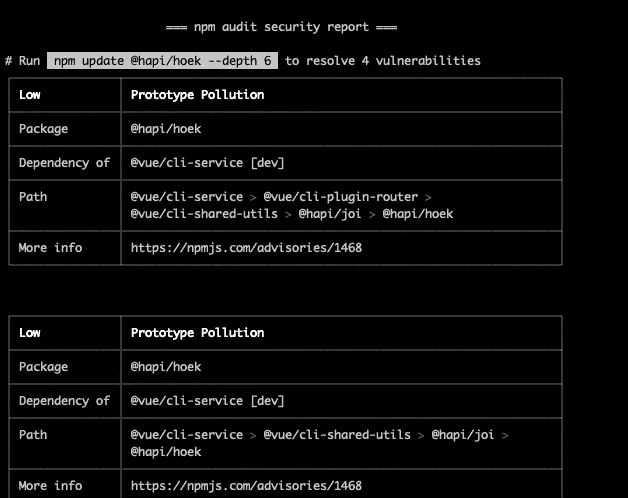 === npm audit security report ===
# Run npm update @hapi/hoek --depth 6 to resolve 4 vulnerabilities
Low Prototype Pollution
Package @hapi/hoek
Dependency of @vue/cli-service [dev]
Path @vue/cli-service > @vue/cli-plugin-router >
@vue/cli-shared-utils > @hapi/joi > @hapi/hoek
More info https://npmjs.com/advisories/1468
Low Prototype Pollution
Package @hapi/hoek
Dependency of @vue/cli-service [dev]
Path @vue/cli-service > @vue/cli-shared-utils > @hapi/joi >
@hapi/hoek
More info https://npmjs.com/advisories/1468